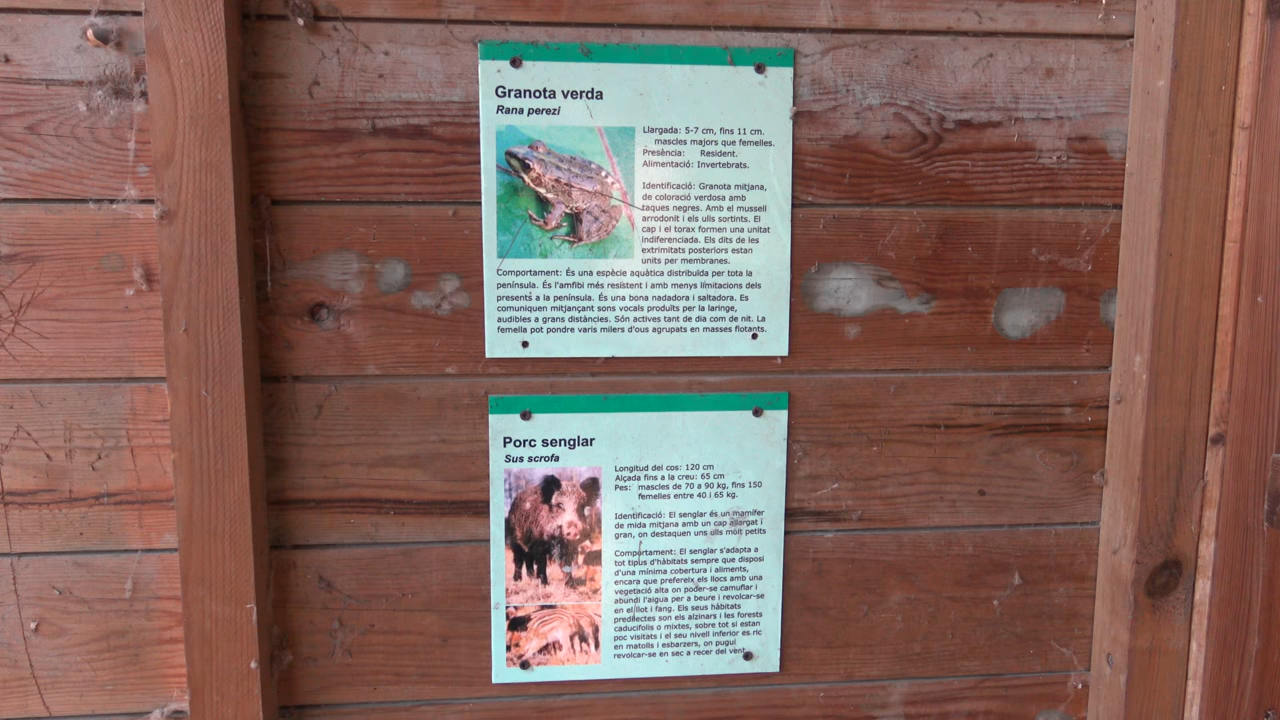 Granota verda
Rana perezi
Llargada: 5-7 cm, fins 11 cm.
mascles majors que femelles.
Presència: Resident.
Alimentació: Invertebrats.
Identificació: Granota mitjana,
de coloració verdosa amb
taques negres. Amb el mussell
arrodonit i els ulls sortints. El
cap i el torax formen una unitat
indiferenciada. Els dits de les
extrimitats posteriors estan
units per membranes.
Comportament: És una espècie aquàtica distribuïda per tota la
península. És l'amfibi més resistent i amb menys limitacions dels
presents a la península. És una bona nadadora i saltadora. Es
comuniquen mitjançant sons vocals produïts per la laringe,
audibles a grans distàncies. Són actives tant de dia com de nit. La
femella pot pondre varis milers d'ous agrupats en masses flotants.
Porc senglar
Sus scrofa
Longitud del cos: 120 cm
Alçada fins a la creu: 65 cm
Pes: mascles de 70 a 90 kg, fins 150
femelles entre 40 i 65 kg.
Identificació: El senglar és un mamífer
de mida mitjana amb un cap allargat i
gran, on destaquen uns ulls molt petits
Comportament: El senglar s'adapta a
tot tipus d'hàbitats sempre que disposi
d'una mínima cobertura i aliments,
encara que prefereix els llocs amb una
vegetació alta on poder-se camuflar i
abundi l'aigua per a beure i revolcar-se
en el llot i fang. Els seus hàbitats
predilectes son els alzinars i les forests
caducifolis o mixtes, sobre tot si estan
poc visitats i el seu nivell inferior es ric
en matolls i esbarzers, on pugui
revolcar-se en sec a recer del vent.